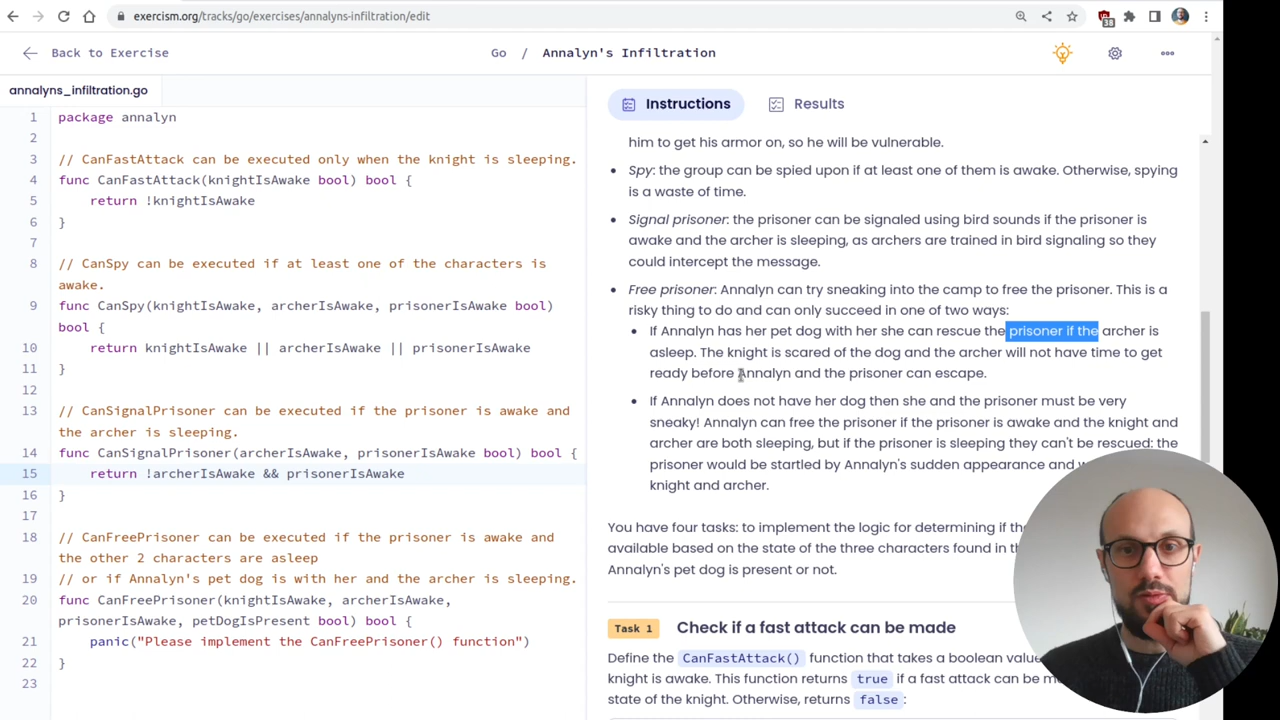 exercism.org/tracks/go/exercises/annalyns-infiltration/edit
38
Back to Exercise
Go / Annalyn's Infiltration
annalyns_infiltration.go
1 package annalyn
2
3 // CanFastAttack can be executed only when the knight is sleeping.
4 func CanFastAttack(knightIsAwake bool) bool {
5 return !knightIsAwake
6 }
7
8 // CanSpy can be executed if at least one of the characters is
awake.
9 func CanSpy(knightIsAwake, archerIsAwake, prisonerIsAwake bool)
bool {
10 return knightIsAwake || archerIsAwake || prisonerIsAwake
11 }
12
13 // CanSignalPrisoner can be executed if the prisoner is awake and
the archer is sleeping.
14 func CanSignalPrisoner(archerIsAwake, prisonerIsAwake bool) bool {
15 return !archerIsAwake && prisonerIsAwake
16 }
17
18 // CanFreePrisoner can be executed if the prisoner is awake and
the other 2 characters are asleep
19 // or if Annalyn's pet dog is with her and the archer is sleeping.
20 func CanFreePrisoner(knightIsAwake, archerIsAwake,
prisonerIsAwake, petDogIsPresent bool) bool {
21 panic("Please implement the CanFreePrisoner() function")
22 }
23
Instructions
Results
him to get his armor on, so he will be vulnerable.
• Spy: the group can be spied upon if at least one of them is awake. Otherwise, spying
is a waste of time.
• Signal prisoner: the prisoner can be signaled using bird sounds if the prisoner is
awake and the archer is sleeping, as archers are trained in bird signaling so they
could intercept the message.
• Free prisoner: Annalyn can try sneaking into the camp to free the prisoner. This is a
risky thing to do and can only succeed in one of two ways:
• If Annalyn has her pet dog with her she can rescue the prisoner if the archer is
asleep. The knight is scared of the dog and the archer will not have time to get
ready before Annalyn and the prisoner can escape.
• If Annalyn does not have her dog then she and the prisoner must be very
sneaky! Annalyn can free the prisoner if the prisoner is awake and the knight and
archer are both sleeping, but if the prisoner is sleeping they can't be rescued: the
prisoner would be startled by Annalyn's sudden appearance and
knight and archer.
You have four tasks: to implement the logic for determining if
available based on the state of the three characters found in
Annalyn's pet dog is present or not.
Task 1 Check if a fast attack can be made
Define the CanFastAttack() function that takes a boolean value
knight is awake. This function returns true if a fast attack can be
state of the knight. Otherwise, returns false: